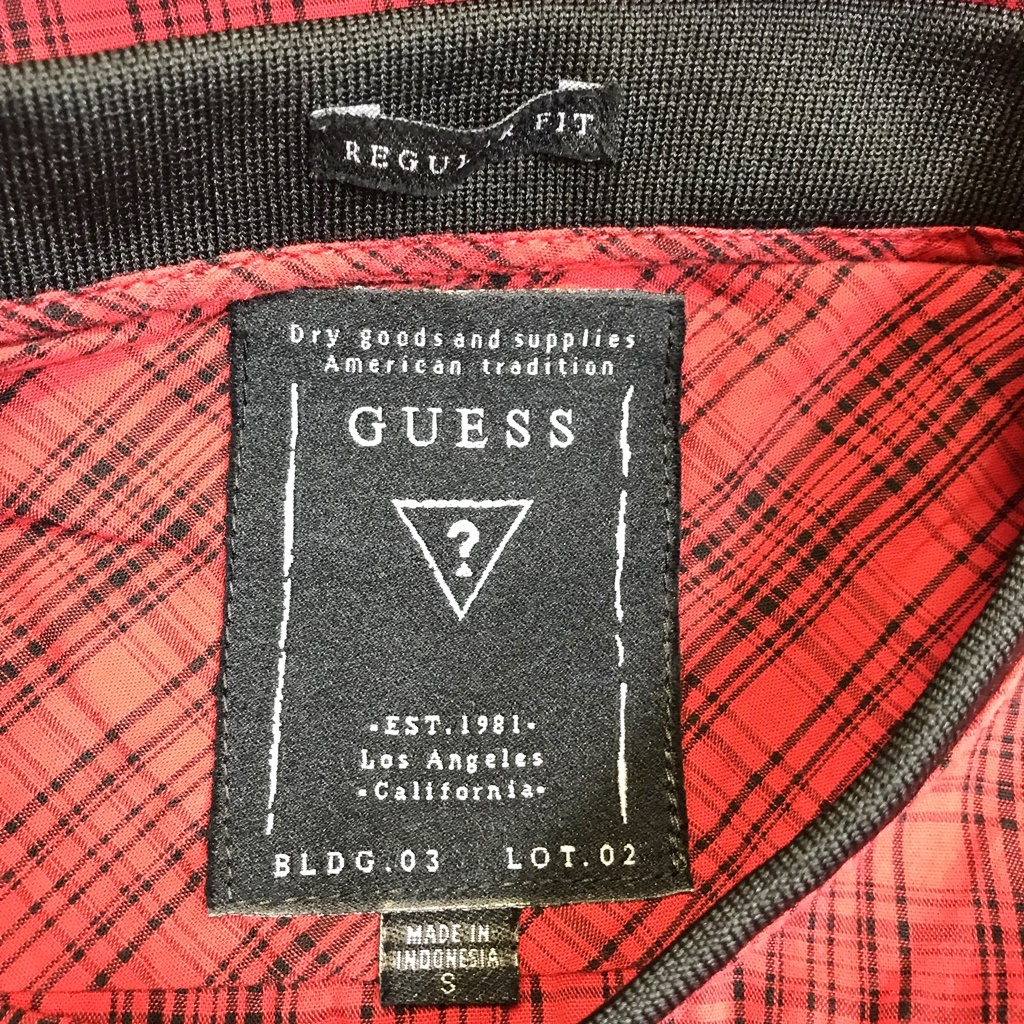 REGULAR FIT
Dry goods and supplies
American tradition
GUESS
?
•EST.1981•
Los Angeles
•California•
BLDG.03 LOT.02
MADE IN
INDONESIA
S